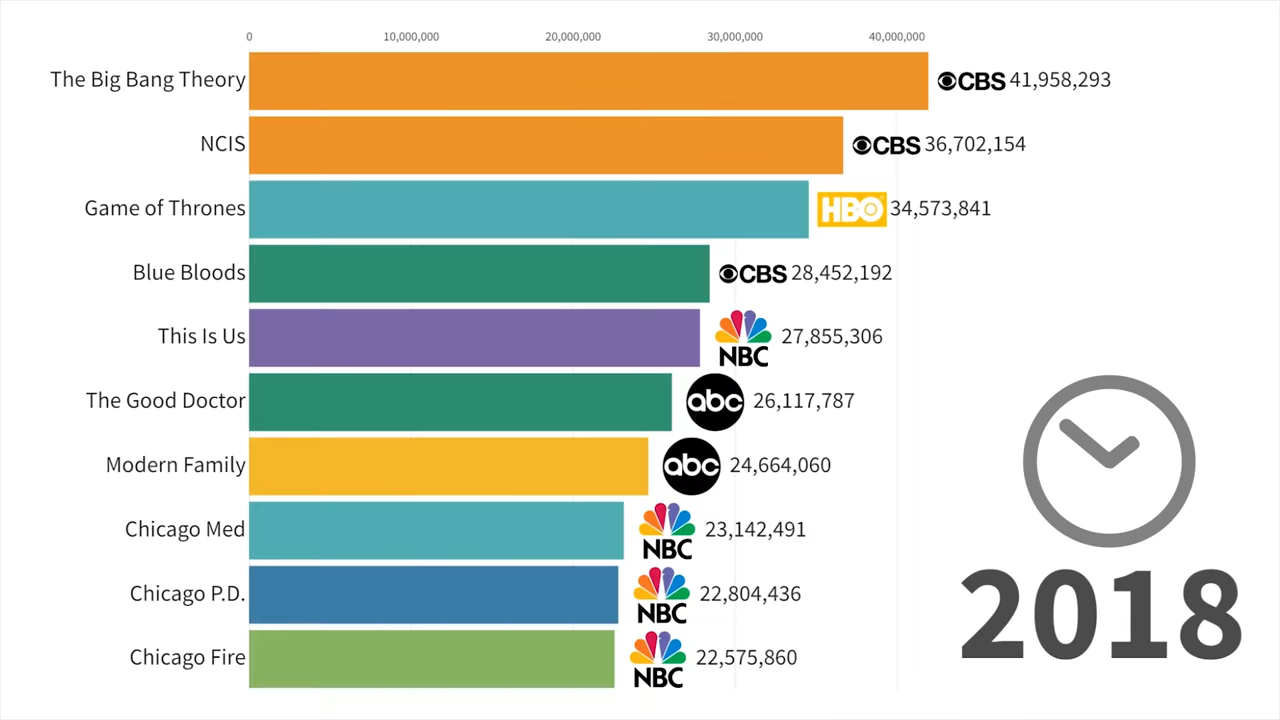 0 10,000,000 20,000,000 30,000,000 40,000,000
The Big Bang Theory CBS 41,958,293
NCIS CBS 36,702,154
Game of Thrones HBO 34,573,841
Blue Bloods CBS 28,452,192
This Is Us NBC 27,855,306
The Good Doctor abc 26,117,787
Modern Family abc 24,664,060
Chicago Med NBC 23,142,491
Chicago P.D. NBC 22,804,436
Chicago Fire NBC 22,575,860
2018